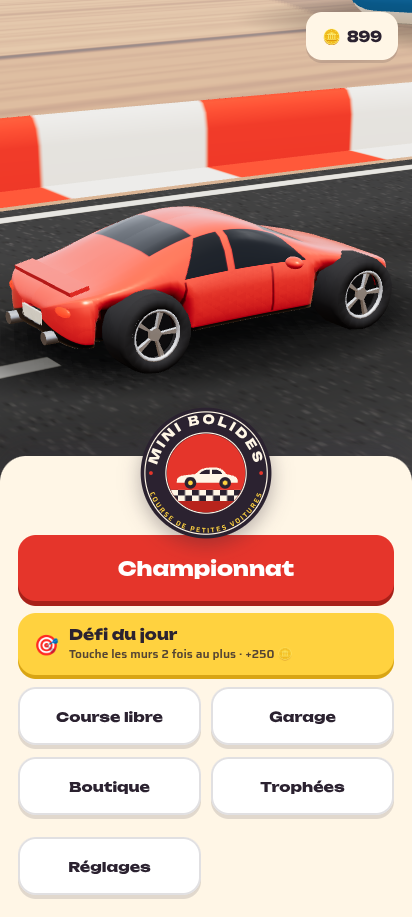 899
MINI BOLIDES
COURSE DE PETITES VOITURES
Championnat
Défi du jour
Touche les murs 2 fois au plus · +250
Course libre
Garage
Boutique
Trophées
Réglages